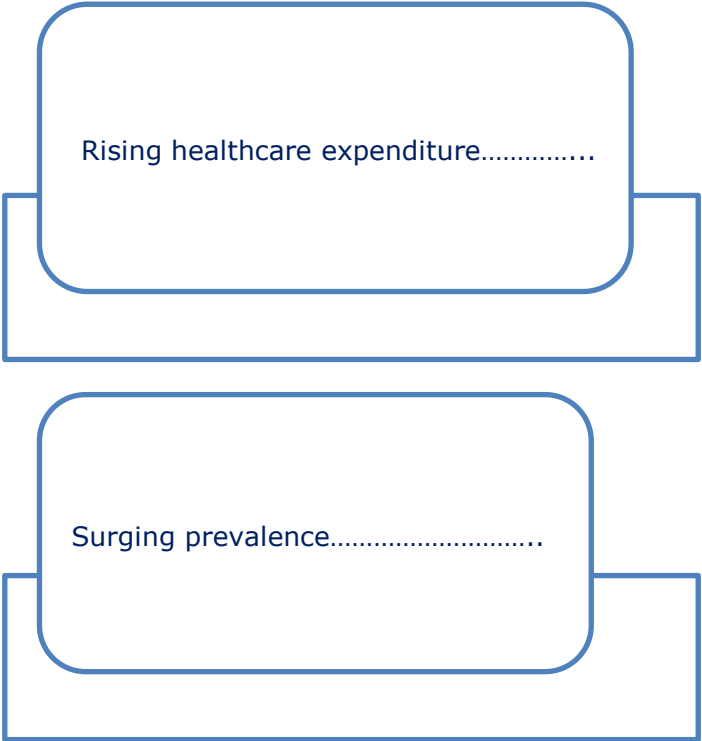 Rising healthcare expenditure…………...
Surging prevalence………………………..